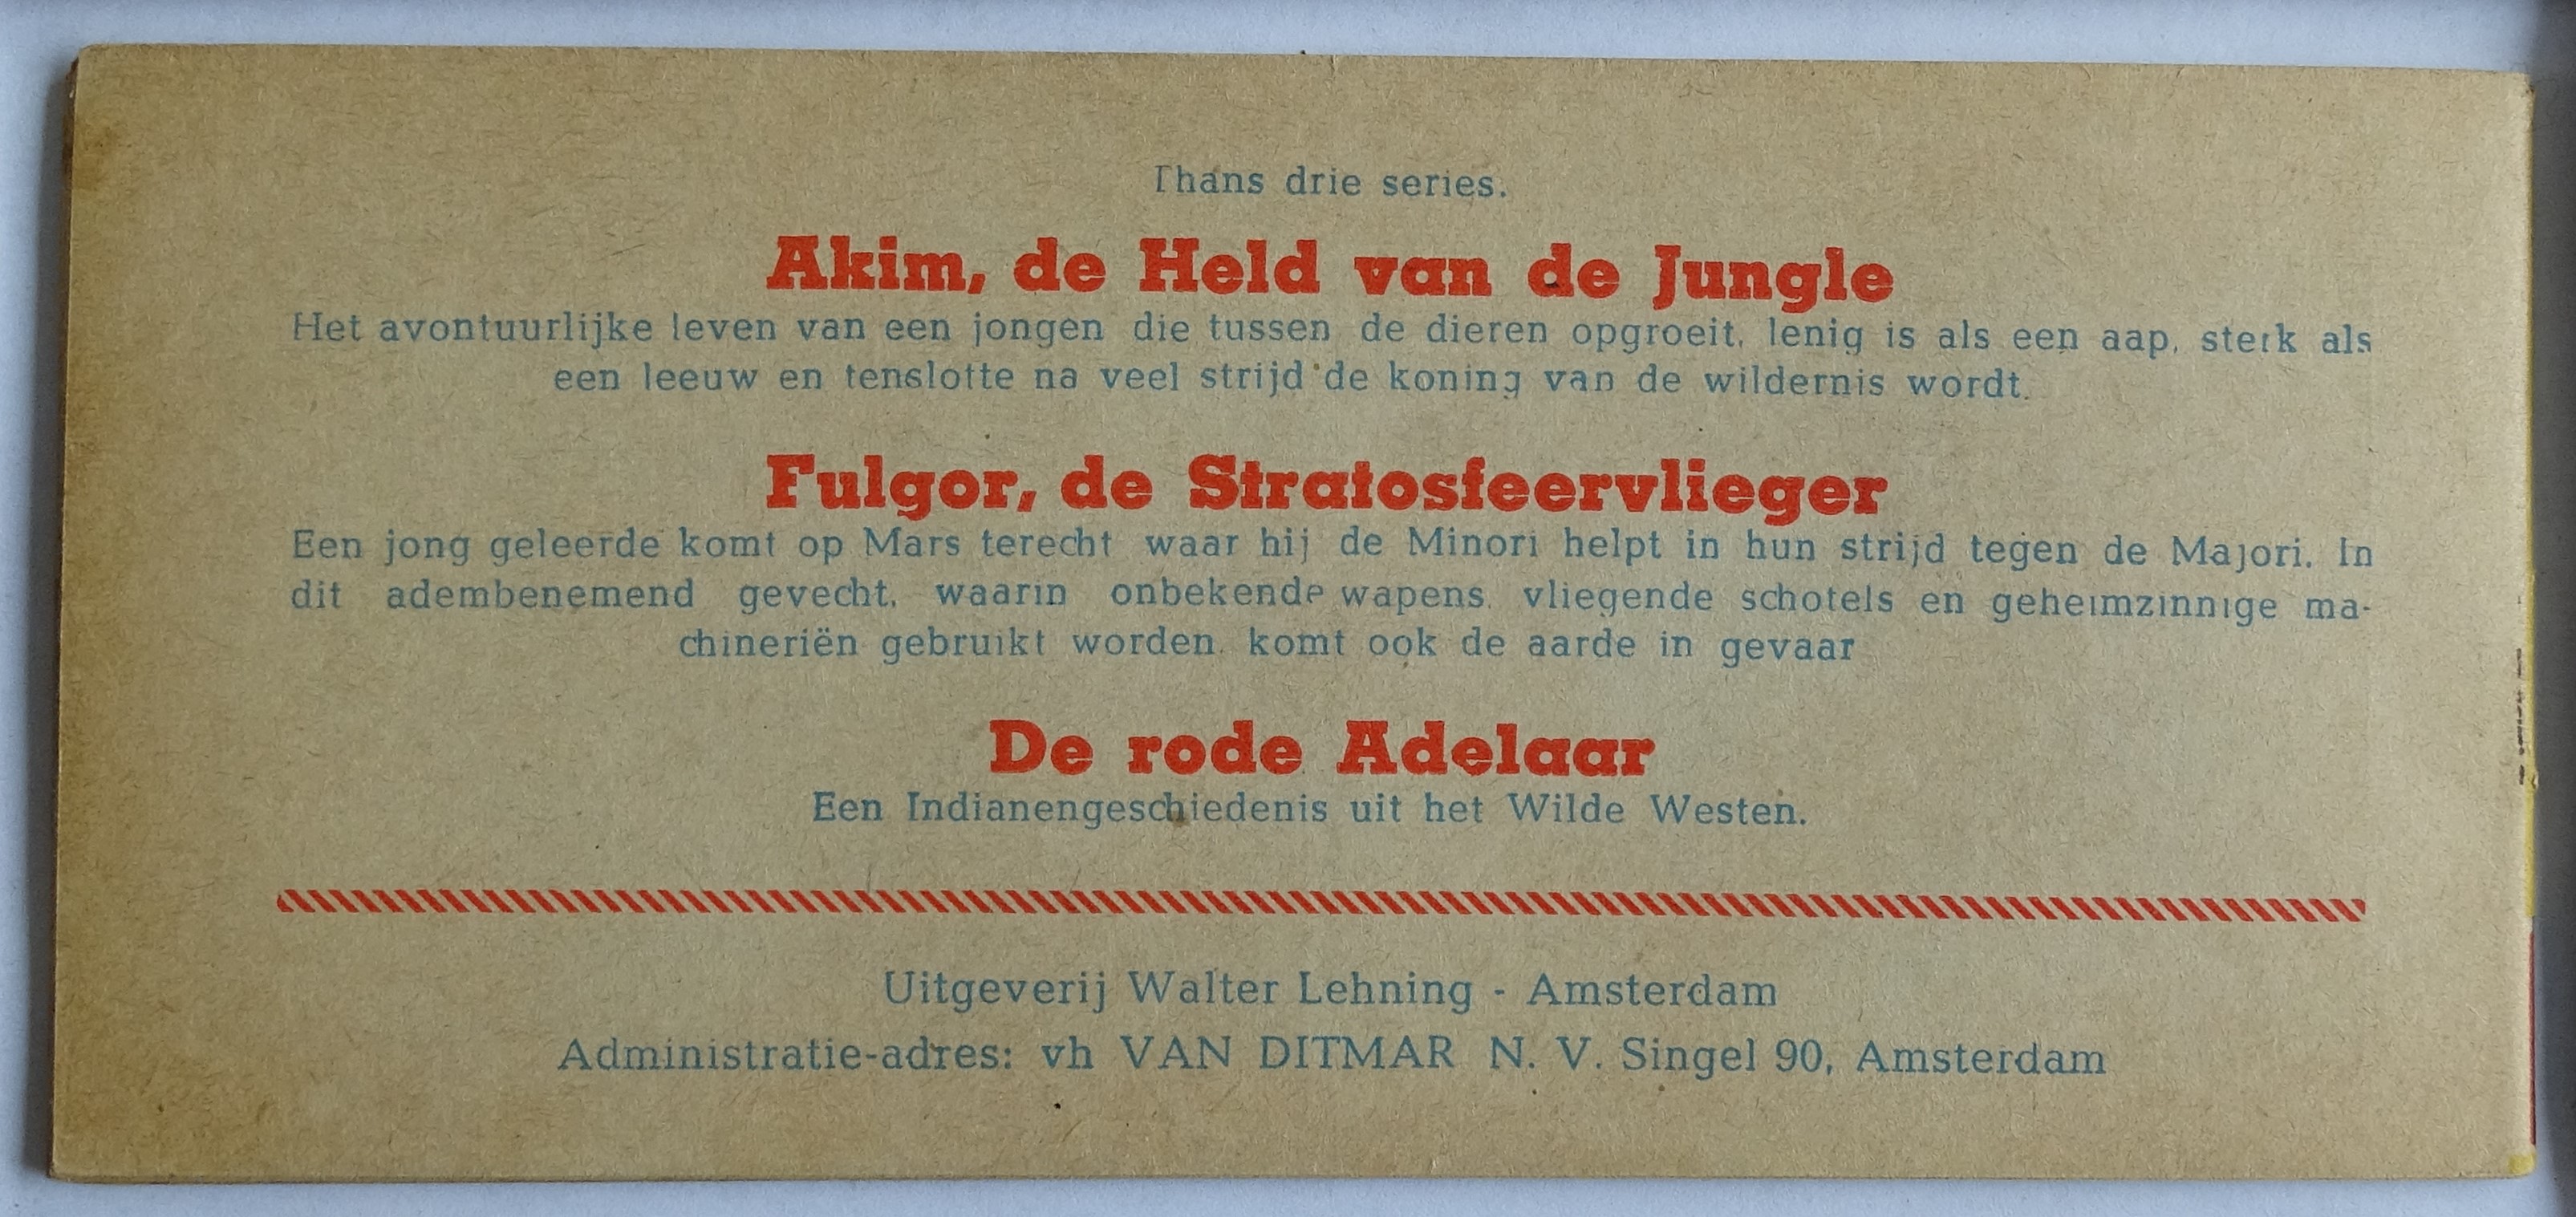 Thans drie series.
Akim, de Held van de Jungle
Het avontuurlijke leven van een jongen die tussen de dieren opgroeit, lenig is als een aap, sterk als
een leeuw en tenslotte na veel strijd de koning van de wildernis wordt.
Fulgor, de Stratosfeervlieger
Een jong geleerde komt op Mars terecht waar hij de Minori helpt in hun strijd tegen de Majori. In
dit adembenemend gevecht, waarin onbekende wapens, vliegende schotels en geheimzinnige ma-
chineriën gebruikt worden, komt ook de aarde in gevaar
De rode Adelaar
Een Indianengeschiedenis uit het Wilde Westen.
Uitgeverij Walter Lehning - Amsterdam
Administratie-adres: vh VAN DITMAR N. V. Singel 90, Amsterdam